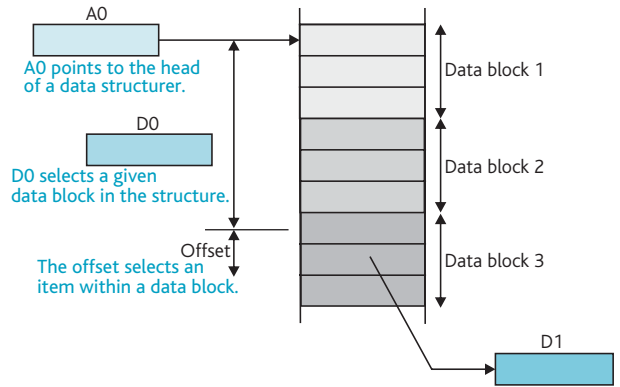 A0
A0 points to the head
of a data structurer.
D0
D0 selects a given
data block in the structure.
Offset
The offset selects an
item within a data block.
Data block 1
Data block 2
Data block 3
D1